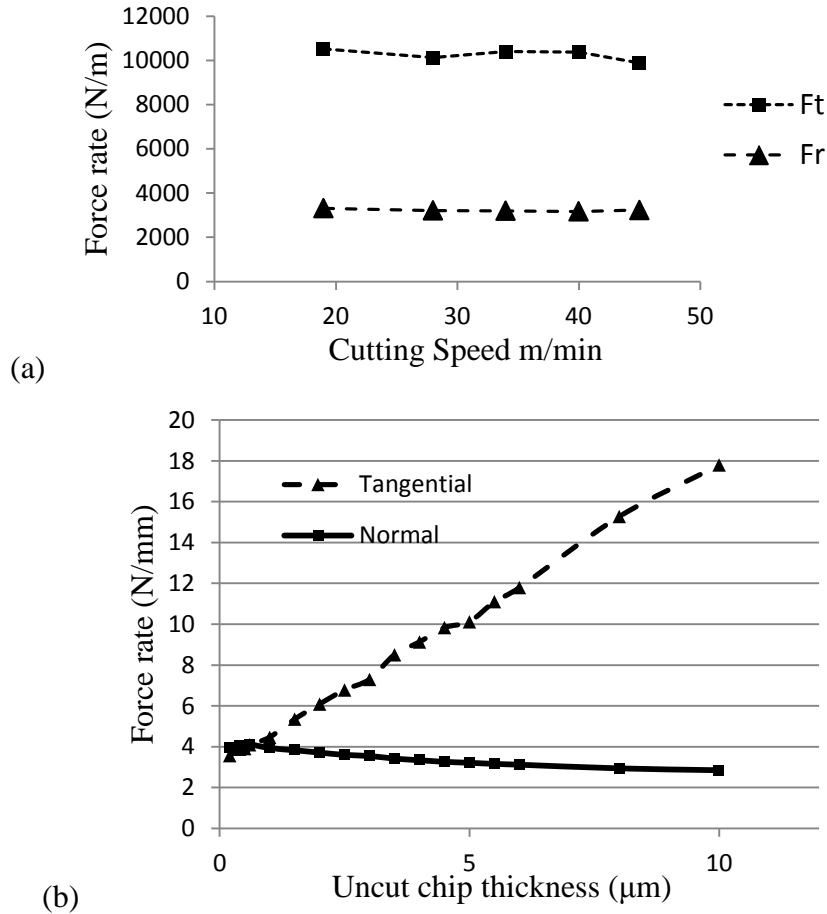 Force rate (N/m)
12000
10000
8000
6000
4000
2000
0
10 20 30 40 50
Cutting Speed m/min
Ft
Fr
(a)
Force rate (N/mm)
20
18
16
14
12
10
8
6
4
2
0
Tangential
Normal
0 5 10
Uncut chip thickness (μm)
(b)